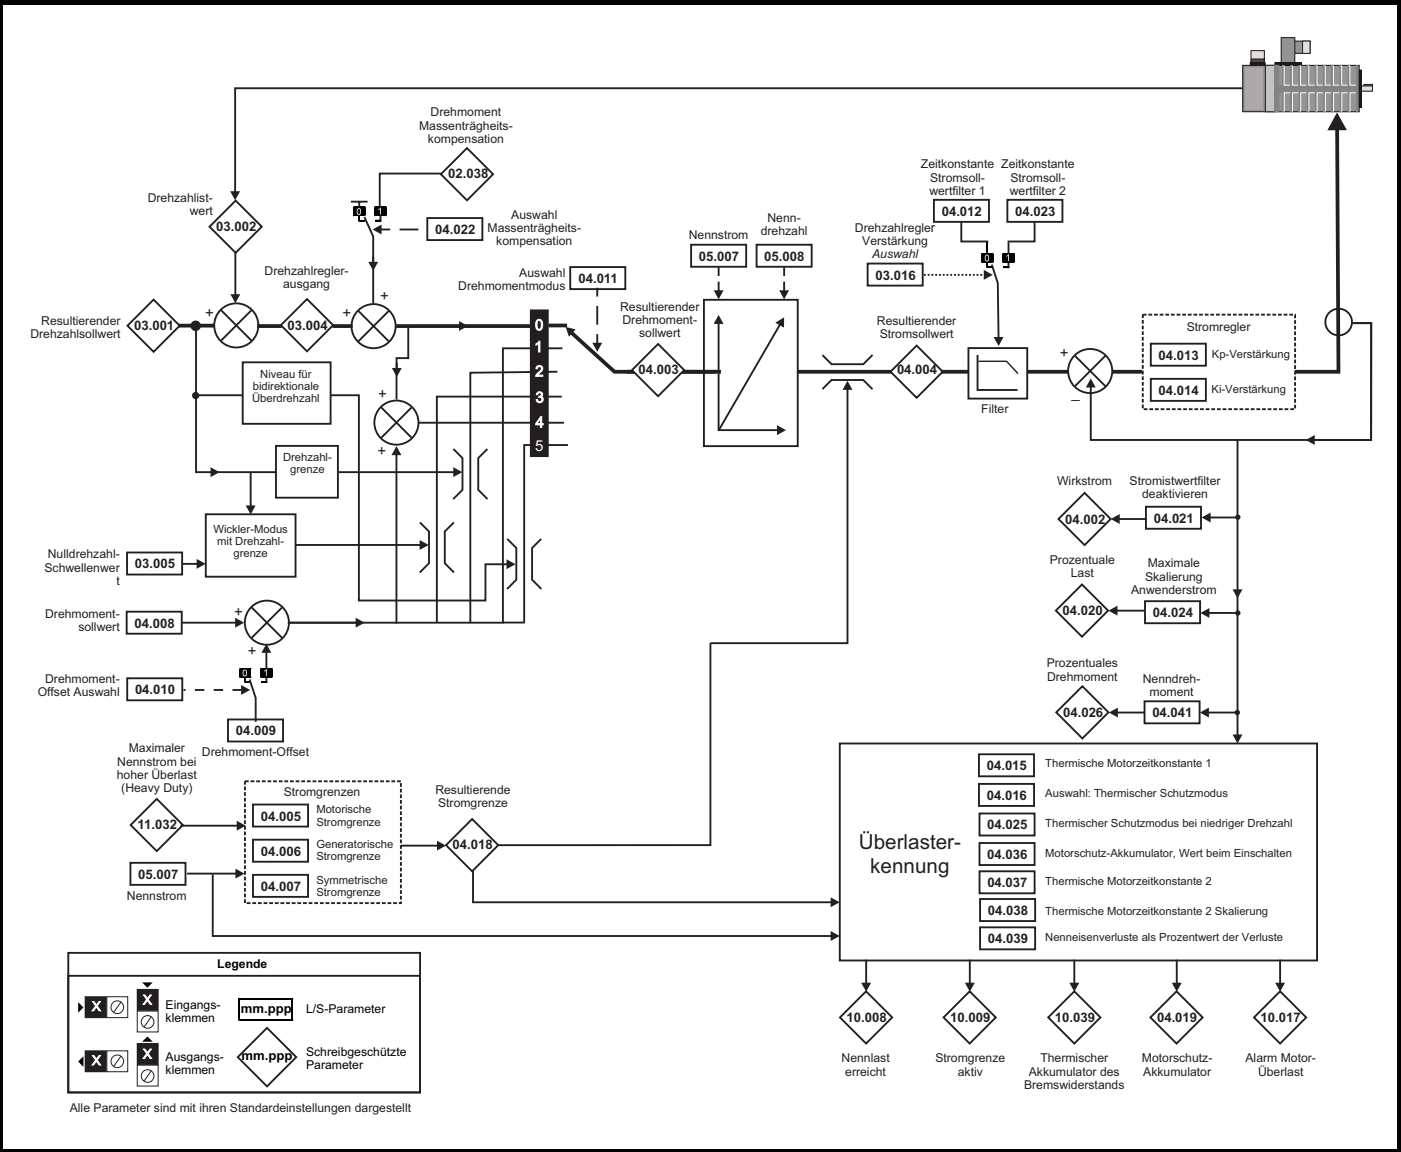 Drehmoment
Massenträgheits-
kompensation
02.038
Drehzahlist-
wert
03.002
0 1
04.022
Auswahl
Massenträgheits-
kompensation
Drehzahlregler-
ausgang
03.004
Resultierender
Drehzahlsollwert
03.001
+
+
+
Auswahl
Drehmomentmodus
04.011
0
1
2
3
4
5
Resultierender
Drehmoment-
sollwert
04.003
Nennstrom
05.007
Nenn-
drehzahl
05.008
Zeitkonstante
Stromsoll-
wertfilter 1
04.012
Zeitkonstante
Stromsoll-
wertfilter 2
04.023
Drehzahlregler
Verstärkung
Auswahl
03.016
0 1
Resultierender
Stromsollwert
04.004
Filter
+
–
Stromregler
04.013 Kp-Verstärkung
04.014 Ki-Verstärkung
Niveau für
bidirektionale
Überdrehzahl
+
+
Drehzahl-
grenze
Wickler-Modus
mit Drehzahl-
grenze
Nulldrehzahl-
Schwellenwer
t
03.005
Drehmoment-
sollwert
04.008
+
+
0 1
Drehmoment-
Offset Auswahl
04.010
04.009
Drehmoment-Offset
Wirkstrom
04.002
Stromistwertfilter
deaktivieren
04.021
Prozentuale
Last
04.020
Maximale
Skalierung
Anwenderstrom
04.024
Prozentuales
Drehmoment
04.026
Nenndreh-
moment
04.041
Maximaler
Nennstrom bei
hoher Überlast
(Heavy Duty)
11.032
05.007
Nennstrom
Stromgrenzen
04.005 Motorische
Stromgrenze
04.006 Generatorische
Stromgrenze
04.007 Symmetrische
Stromgrenze
Resultierende
Stromgrenze
04.018
Überlaster-
kennung
04.015 Thermische Motorzeitkonstante 1
04.016 Auswahl: Thermischer Schutzmodus
04.025 Thermischer Schutzmodus bei niedriger Drehzahl
04.036 Motorschutz-Akkumulator, Wert beim Einschalten
04.037 Thermische Motorzeitkonstante 2
04.038 Thermische Motorzeitkonstante 2 Skalierung
04.039 Nenneisenverluste als Prozentwert der Verluste
10.008
Nennlast
erreicht
10.009
Stromgrenze
aktiv
10.039
Thermischer
Akkumulator des
Bremswiderstands
04.019
Motorschutz-
Akkumulator
10.017
Alarm Motor-
Überlast
Legende
X X Eingangs-
klemmen
mm.ppp L/S-Parameter
X X Ausgangs-
klemmen
mm.ppp Schreibgeschützte
Parameter
Alle Parameter sind mit ihren Standardeinstellungen dargestellt